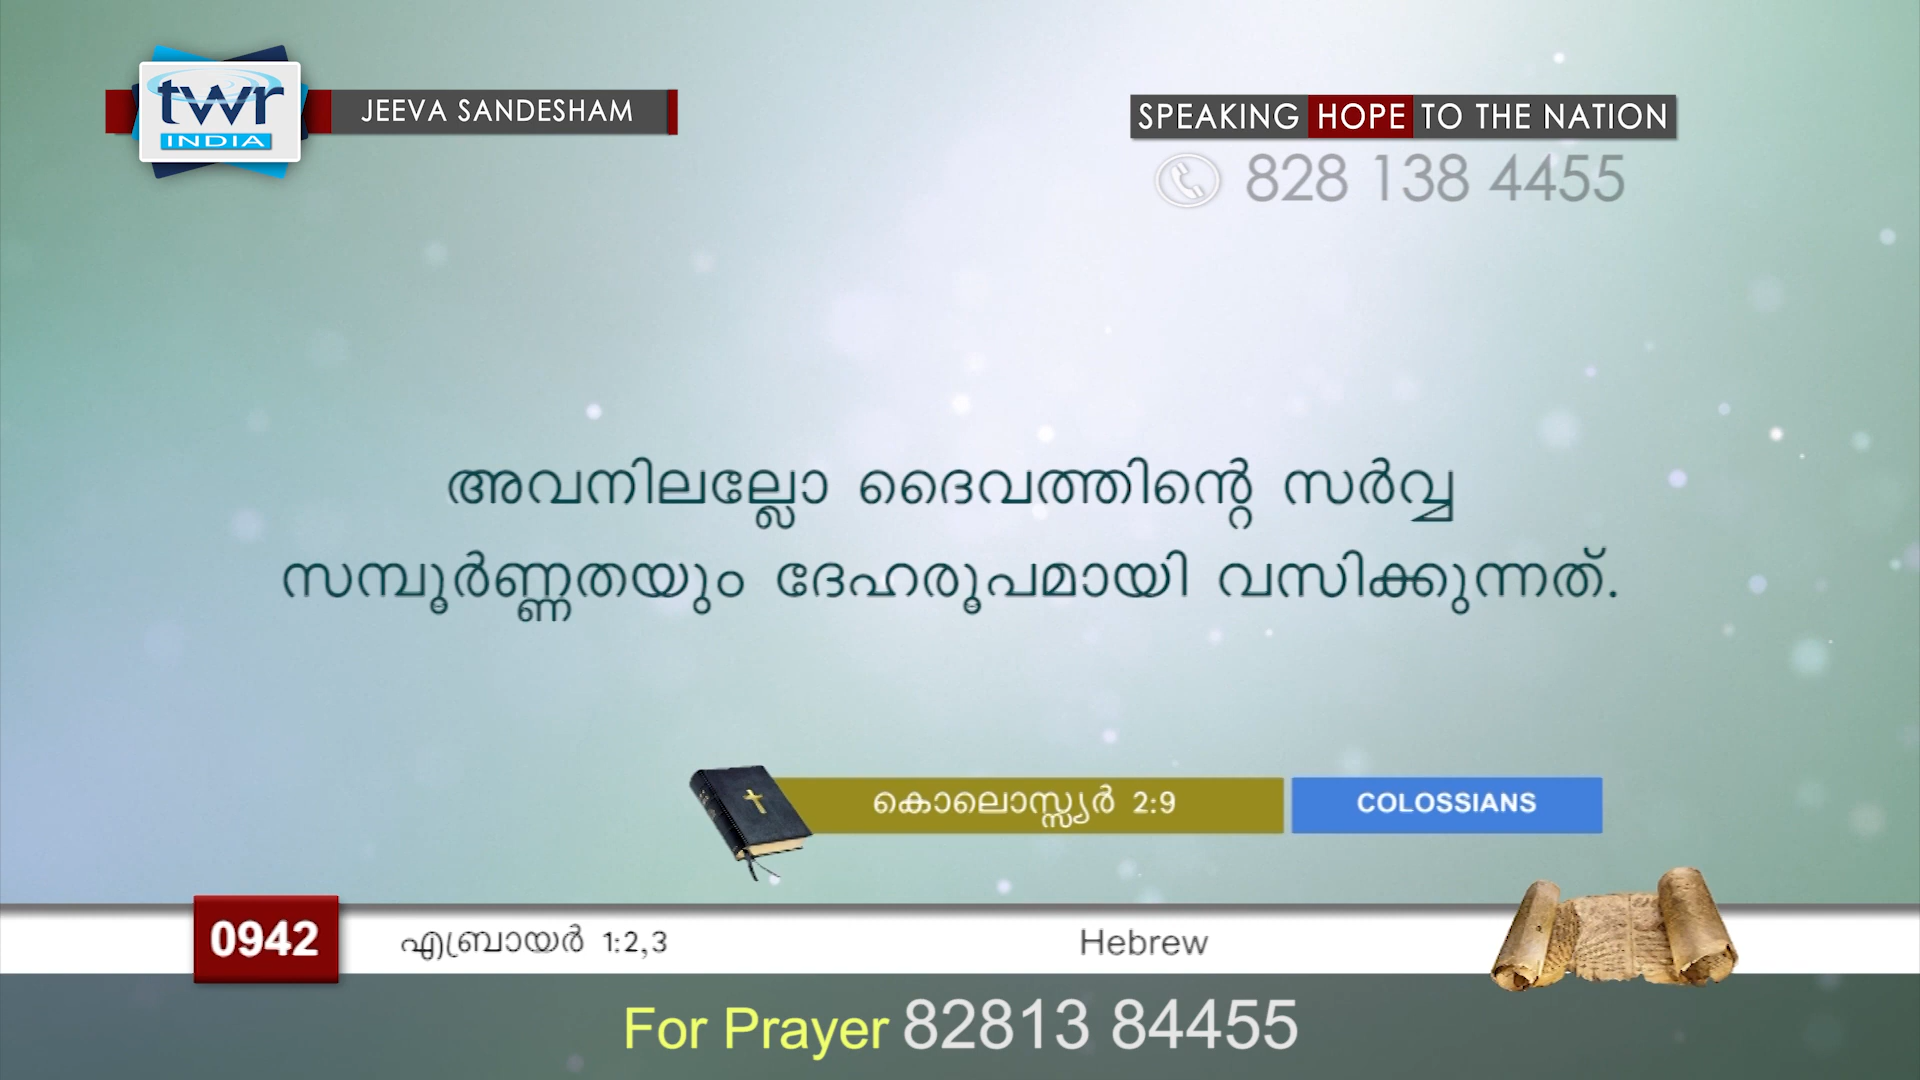 twr
INDIA
JEEVA SANDESHAM
SPEAKING HOPE TO THE NATION
828 138 4455
അവനിലല്ലോ ദൈവത്തിന്റെ സർവ്വ
സമ്പൂർണ്ണതയും ദേഹരൂപമായി വസിക്കുന്നത്.
കൊലൊസ്സ്യർ 2:9
COLOSSIANS
0942
എബ്രായർ 1:2,3
Hebrew
For Prayer 82813 84455